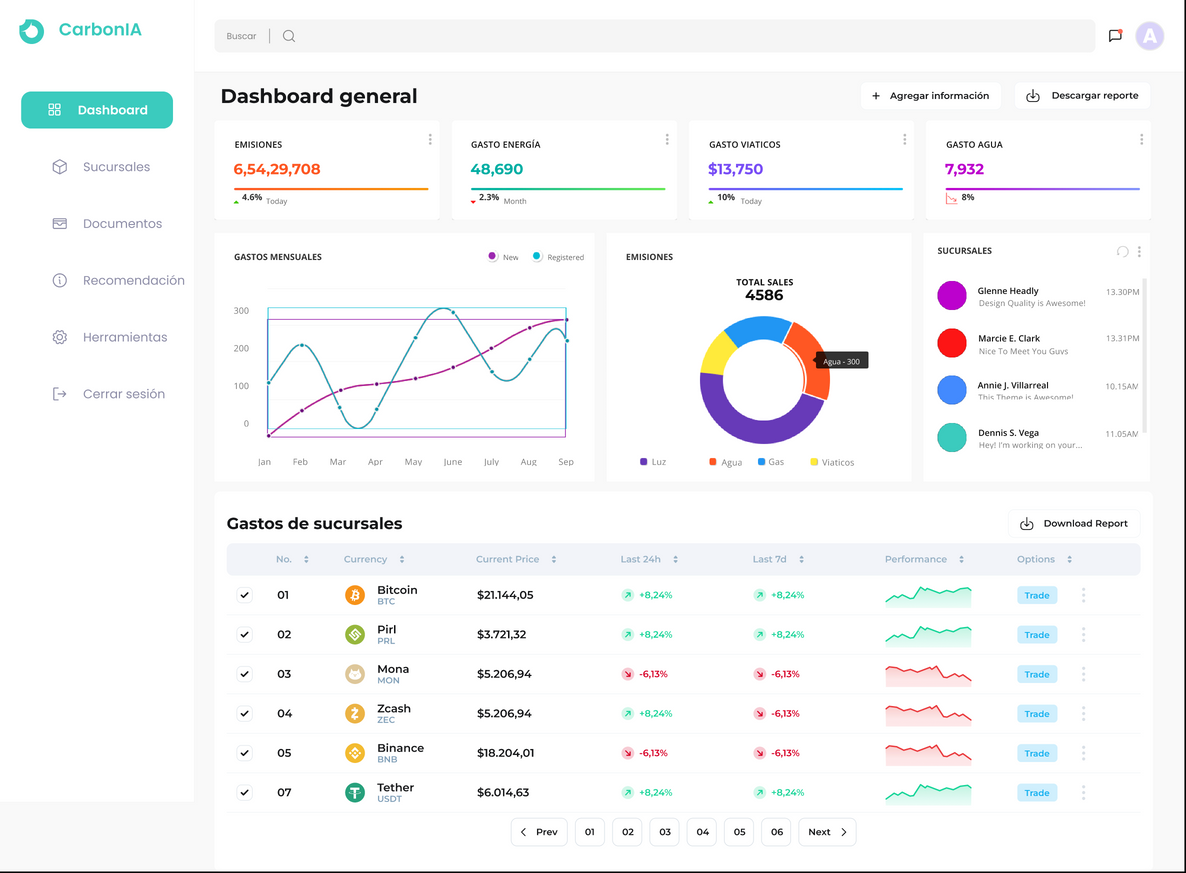 CarbonIA
Buscar
A
Dashboard
Sucursales
Documentos
Recomendación
Herramientas
Cerrar sesión
Dashboard general
Agregar información
Descargar reporte
EMISIONES
6,54,29,708
4.6% Today
GASTO ENERGÍA
48,690
2.3% Month
GASTO VIATICOS
$13,750
10% Today
GASTO AGUA
7,932
8%
GASTOS MENSUALES
New Registered
300
200
100
0
Jan Feb Mar Apr May June July Aug Sep
EMISIONES
TOTAL SALES
4586
Agua - 300
Luz Agua Gas Viaticos
SUCURSALES
Glenne Headly 13.30PM
Design Quality is Awesome!
Marcie E. Clark 13.31PM
Nice To Meet You Guvs
Annie J. Villarreal 10.15AM
This Theme is Awesome!
Dennis S. Vega 11.05AM
Hey! I'm working on your...
Gastos de sucursales
Download Report
No. Currency Current Price Last 24h Last 7d Performance Options
01 Bitcoin BTC $21.144,05 +8,24% +8,24% Trade
02 Pirl PRL $3.721,32 +8,24% +8,24% Trade
03 Mona MON $5.206,94 -6,13% -6,13% Trade
04 Zcash ZEC $5.206,94 +8,24% -6,13% Trade
05 Binance BNB $18.204,01 -6,13% -6,13% Trade
07 Tether USDT $6.014,63 +8,24% +8,24% Trade
Prev 01 02 03 04 05 06 Next